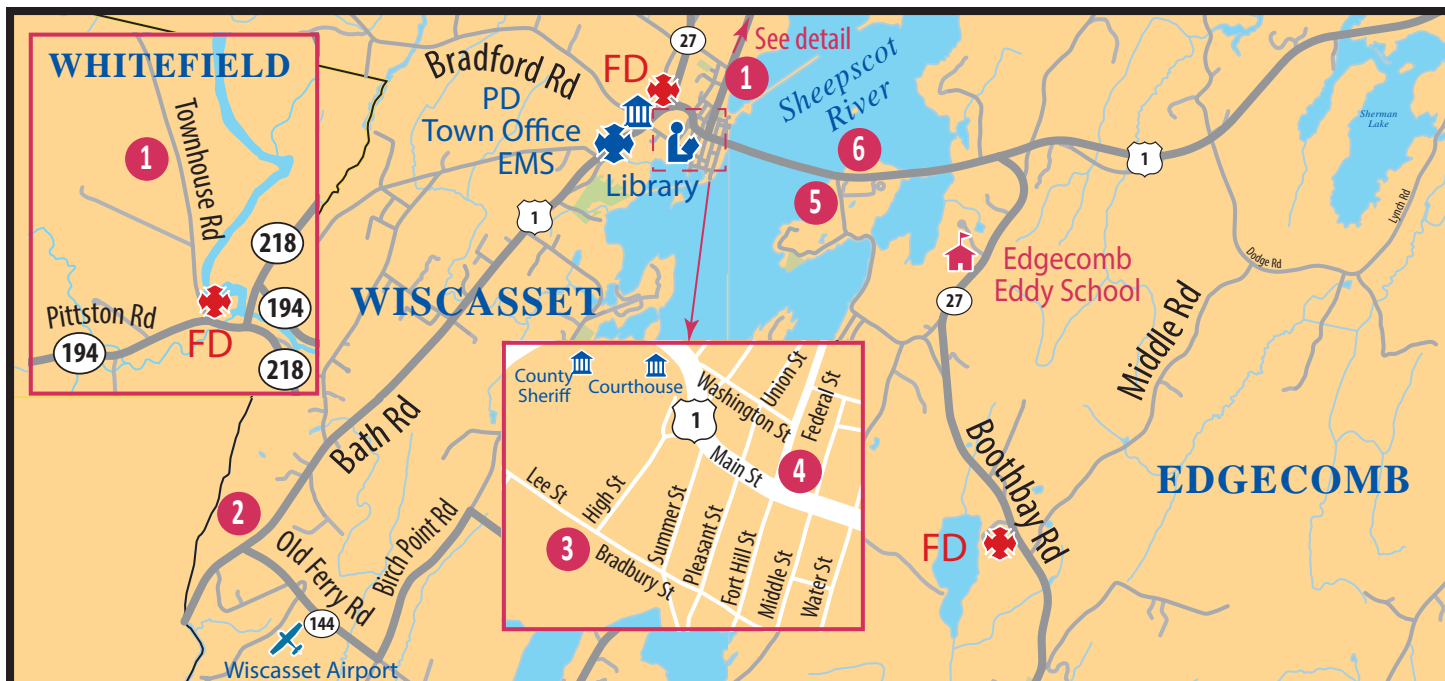 WHITEFIELD
1
Townhouse Rd
218
194
Pittston Rd
194
FD
218
Bradford Rd
27
FD
See detail
1
PD
Town Office
EMS
Library
1
Sheepscot
River
6
5
1
Sherman
Lake
Lynch Rd
Dodge Rd
Edgecomb
Eddy School
27
Middle Rd
WISCASSET
Bath Rd
2
Old Ferry Rd
Birch Point Rd
144
Wiscasset Airport
County
Sheriff
Courthouse
1
Washington St
Union St
Federal St
Main St
4
Lee St
High St
3
Bradbury St
Summer St
Pleasant St
Fort Hill St
Middle St
Water St
Boothbay Rd
FD
EDGECOMB